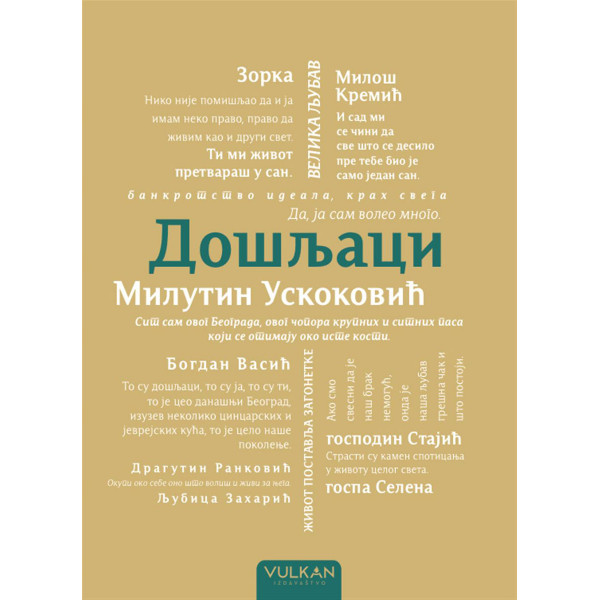 Зорка
Нико није помишљао да и ја
имам неко право, право да
живим као и други свет.
Ти ми живот
претвараш у сан.
ВЕЛИКА ЉУБАВ
Милош
Кремић
И сад ми
се чини да
све што се десило
пре тебе био је
само један сан.
банкротство идеала, крах света
Да, ја сам волео много.
Дошљаци
Милутин Ускоковић
Сит сам овог Београда, овог чопора крупних и ситних паса
који се отимају око исте кости.
Богдан Васић
То су дошљаци, то су ја, то су ти,
то је цео данашњи Београд,
изузев неколико цинцарских и
јеврејских кућа, то је цело наше
поколење.
Драгутин Ранковић
Окупи око себе оно што волиш и живи за њега.
Љубица Захарић
ЖИВОТ ПОСТАВЉА ЗАГОНЕТКЕ
Ако смо
свесни да је
наш брак
немогућ,
онда је
наша љубав
грешна чак и
што постоји.
господин Стајић
Страсти су камен спотицања
у животу целог света.
госпа Селена
VULKAN
IZDAVAŠTVO